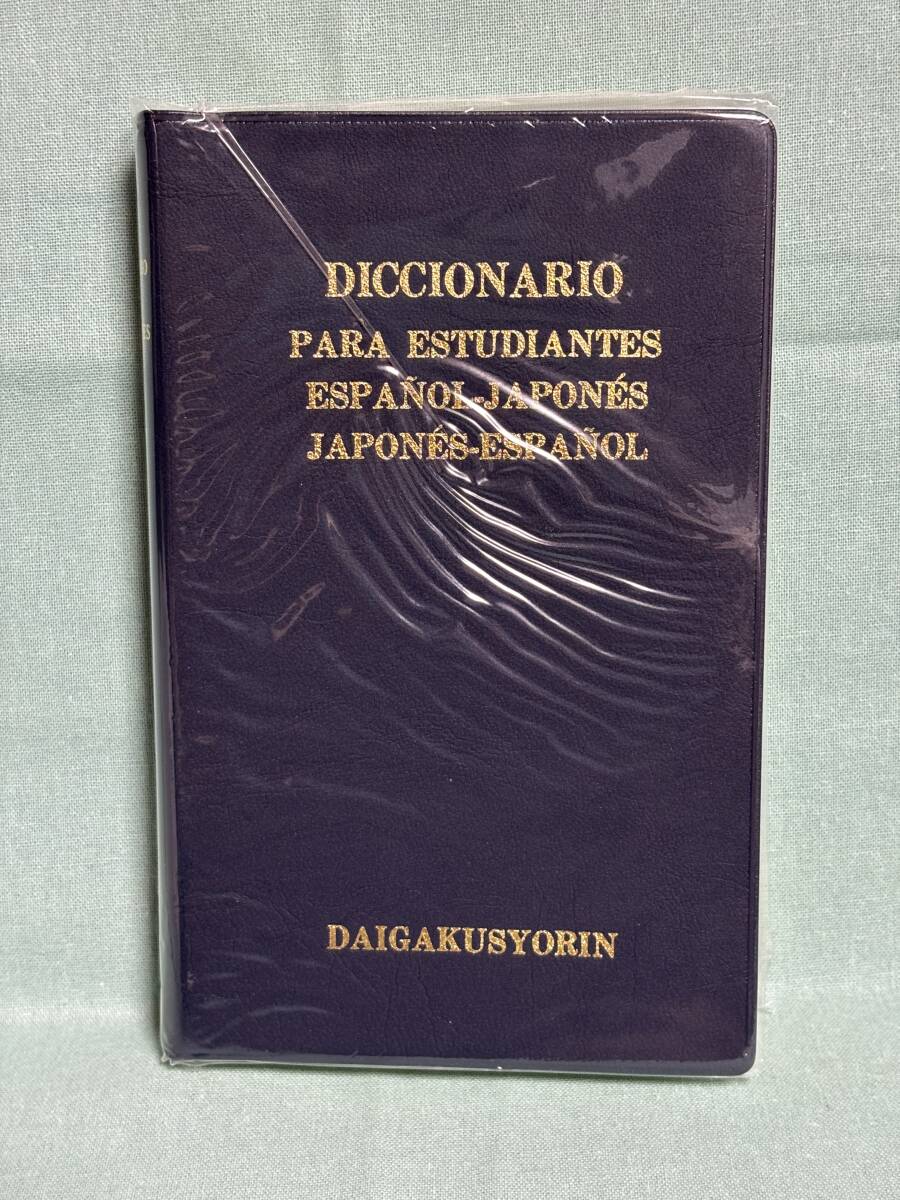 DICCIONARIO
PARA ESTUDIANTES
ESPAÑOL-JAPONÉS
JAPONÉS-ESPAÑOL
DAIGAKUSYORIN